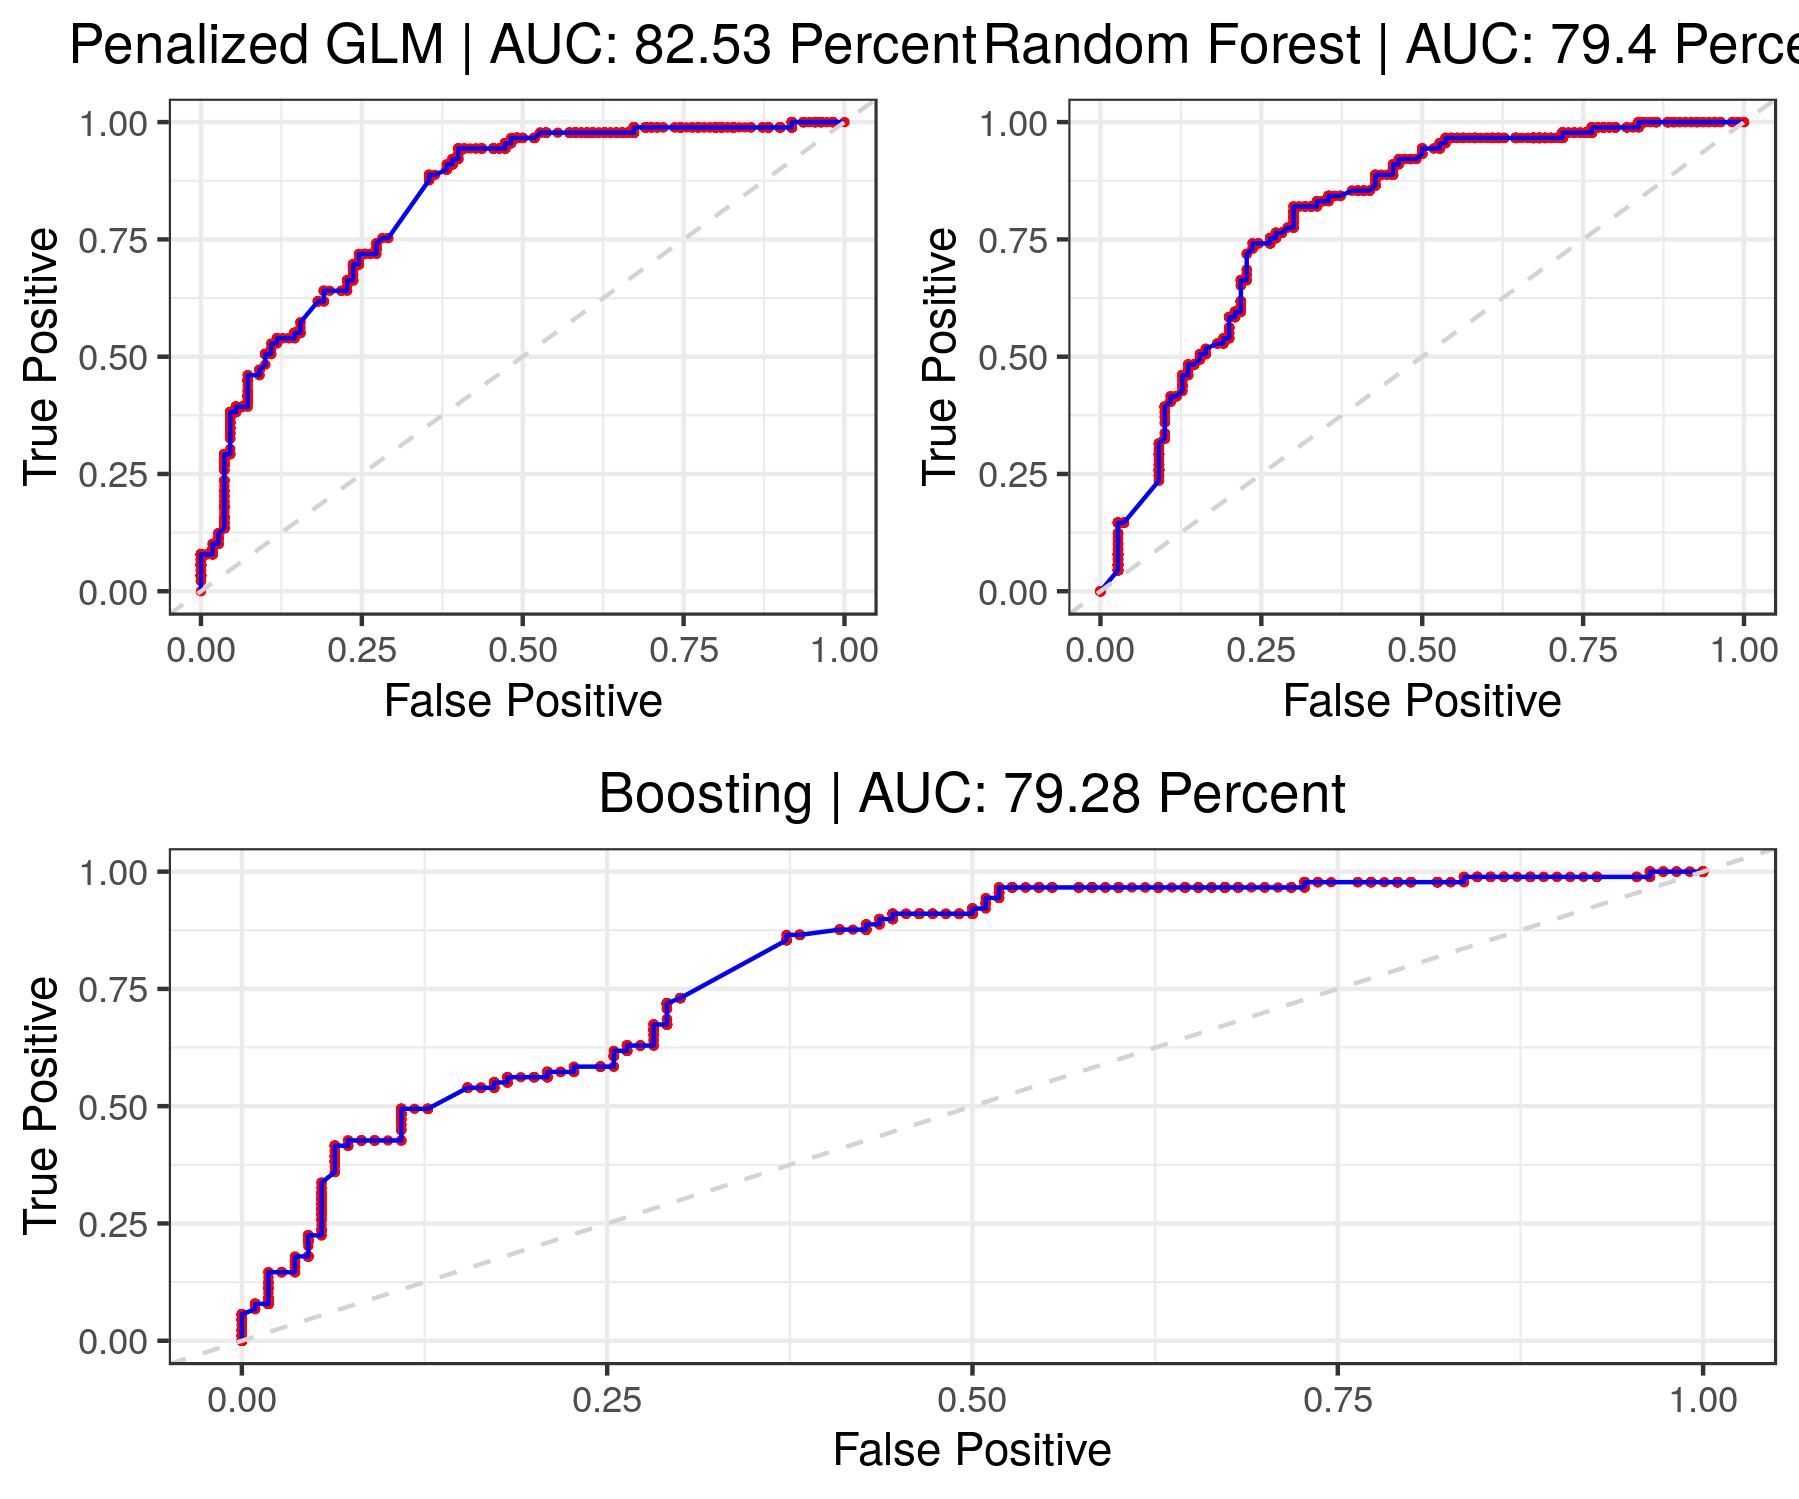 Penalized GLM | AUC: 82.53 Percent
Random Forest | AUC: 79.4 Perce
1.00
0.75
0.50
0.25
0.00
True Positive
0.00 0.25 0.50 0.75 1.00
False Positive
1.00
0.75
0.50
0.25
0.00
True Positive
0.00 0.25 0.50 0.75 1.00
False Positive
Boosting | AUC: 79.28 Percent
1.00
0.75
0.50
0.25
0.00
True Positive
0.00 0.25 0.50 0.75 1.00
False Positive